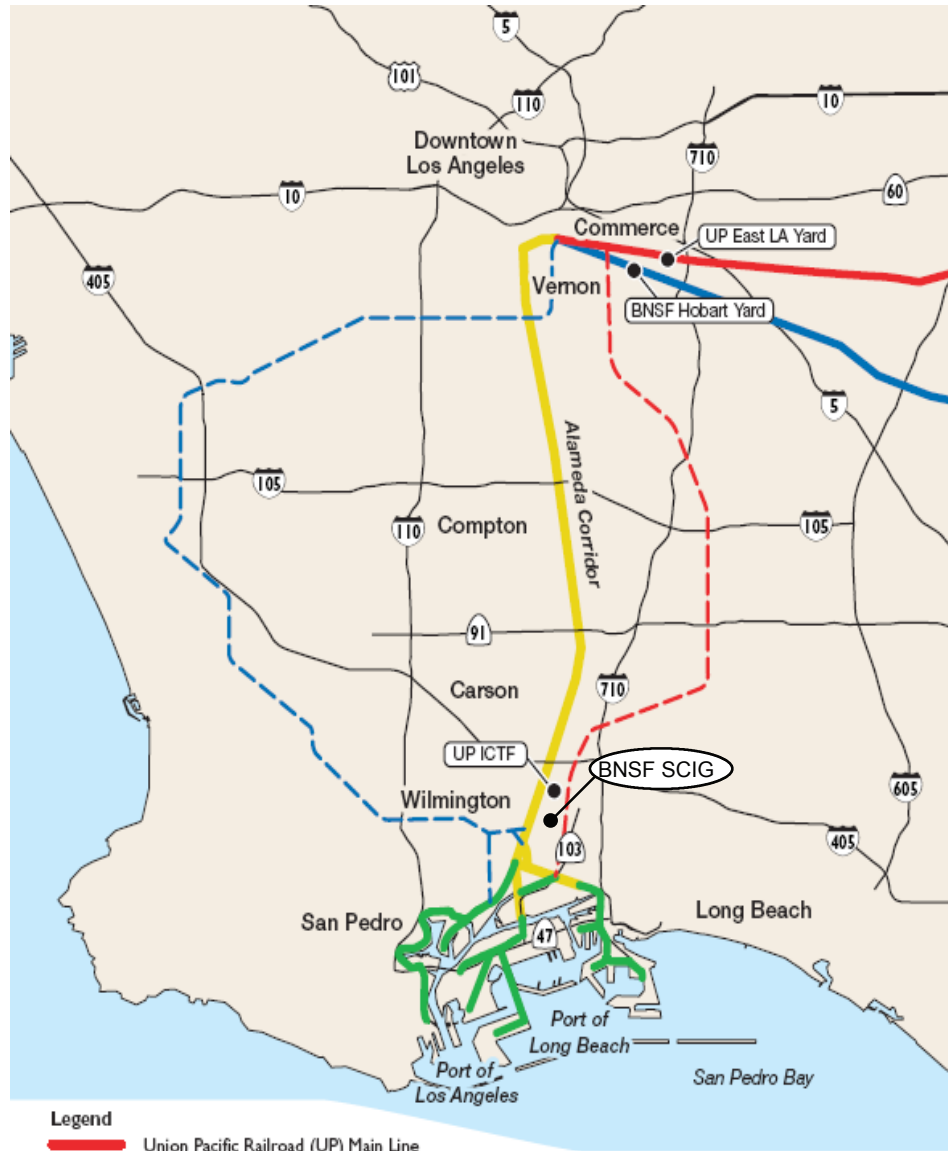 5
101
110
10
Downtown
Los Angeles
710
10
60
Commerce
UP East LA Yard
405
Vernon
BNSF Hobart Yard
5
Alameda Corridor
105
110
Compton
105
91
Carson
710
UP ICTF
BNSF SCIG
605
Wilmington
405
103
San Pedro
Long Beach
47
Port of
Long Beach
Port of
Los Angeles
San Pedro Bay
Legend
Union Pacific Railroad (UP) Main Line